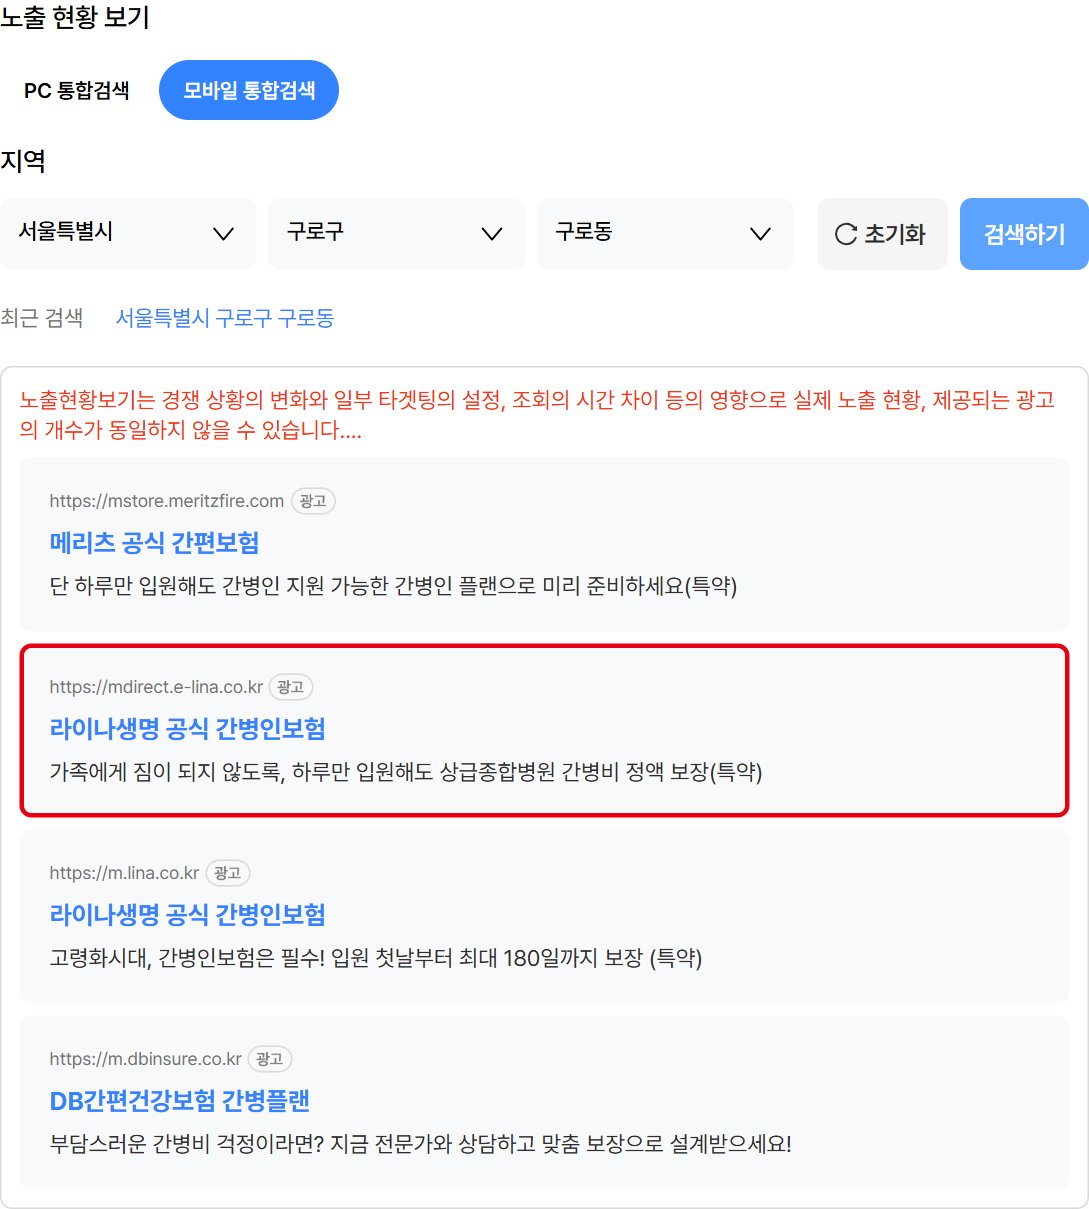 노출 현황 보기
PC 통합검색 모바일 통합검색
지역
서울특별시 구로구 구로동 초기화 검색하기
최근 검색 서울특별시 구로구 구로동
노출현황보기는 경쟁 상황의 변화와 일부 타겟팅의 설정, 조회의 시간 차이 등의 영향으로 실제 노출 현황, 제공되는 광고
의 개수가 동일하지 않을 수 있습니다....
https://mstore.meritzfire.com 광고
메리츠 공식 간편보험
단 하루만 입원해도 간병인 지원 가능한 간병인 플랜으로 미리 준비하세요(특약)
https://mdirect.e-lina.co.kr 광고
라이나생명 공식 간병인보험
가족에게 짐이 되지 않도록, 하루만 입원해도 상급종합병원 간병비 정액 보장(특약)
https://m.lina.co.kr 광고
라이나생명 공식 간병인보험
고령화시대, 간병인보험은 필수! 입원 첫날부터 최대 180일까지 보장 (특약)
https://m.dbinsure.co.kr 광고
DB간편건강보험 간병플랜
부담스러운 간병비 걱정이라면? 지금 전문가와 상담하고 맞춤 보장으로 설계받으세요!